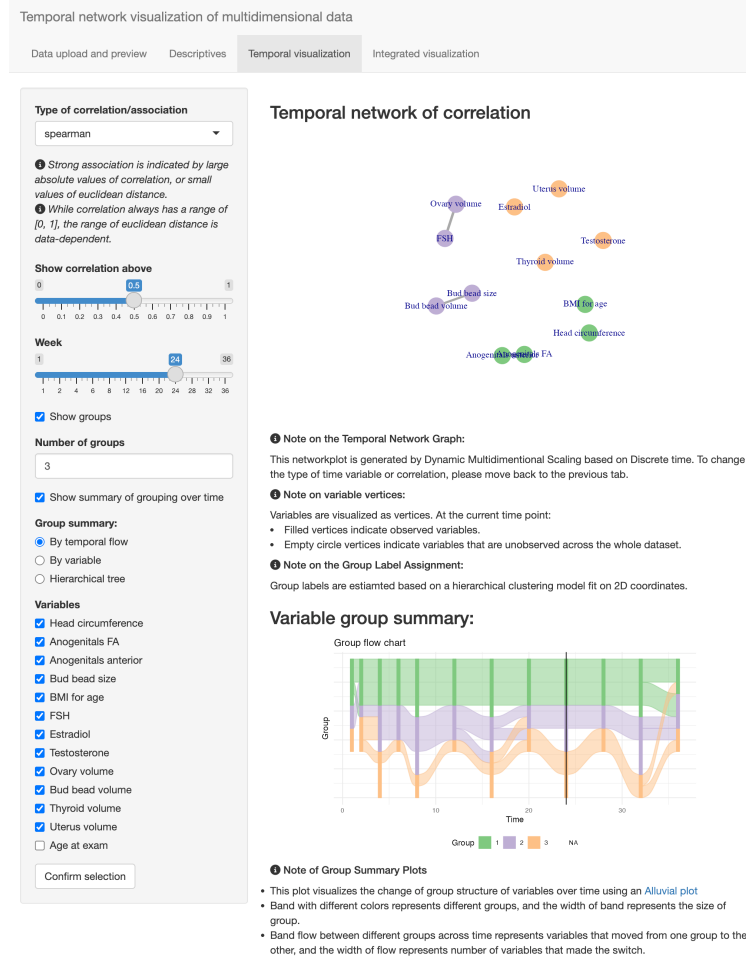 Temporal network visualization of multidimensional data
Data upload and preview
Descriptives
Temporal visualization
Integrated visualization
Type of correlation/association
spearman
Strong association is indicated by large
absolute values of correlation, or small
values of euclidean distance.
While correlation always has a range of
[0, 1], the range of euclidean distance is
data-dependent.
Show correlation above
0 0.5 1
0 0.1 0.2 0.3 0.4 0.5 0.6 0.7 0.8 0.9 1
Week
1 24 36
1 4 8 12 16 20 24 28 32 36
Show groups
Number of groups
3
Show summary of grouping over time
Group summary:
By temporal flow
By variable
Hierarchical tree
Variables
Head circumference
Anogenitals FA
Anogenitals anterior
Bud bead size
BMI for age
FSH
Estradiol
Testosterone
Ovary volume
Bud bead volume
Thyroid volume
Uterus volume
Age at exam
Confirm selection
Temporal network of correlation
Uterus volume
Ovary volume
Estradiol
FSH
Testosterone
Thyroid volume
Bud bead size
Bud bead volume
BMI for age
Head circumference
Anogenitals FA
Note on the Temporal Network Graph:
This networkplot is generated by Dynamic Multidimentional Scaling based on Discrete time. To change
the type of time variable or correlation, please move back to the previous tab.
Note on variable vertices:
Variables are visualized as vertices. At the current time point:
• Filled vertices indicate observed variables.
• Empty circle vertices indicate variables that are unobserved across the whole dataset.
Note on the Group Label Assignment:
Group labels are estiamted based on a hierarchical clustering model fit on 2D coordinates.
Variable group summary:
Group flow chart
Group
0 10 20 30
Time
Group 1 2 3 NA
Note of Group Summary Plots
• This plot visualizes the change of group structure of variables over time using an Alluvial plot
• Band with different colors represents different groups, and the width of band represents the size of
group.
• Band flow between different groups across time represents variables that moved from one group to the
other, and the width of flow represents number of variables that made the switch.